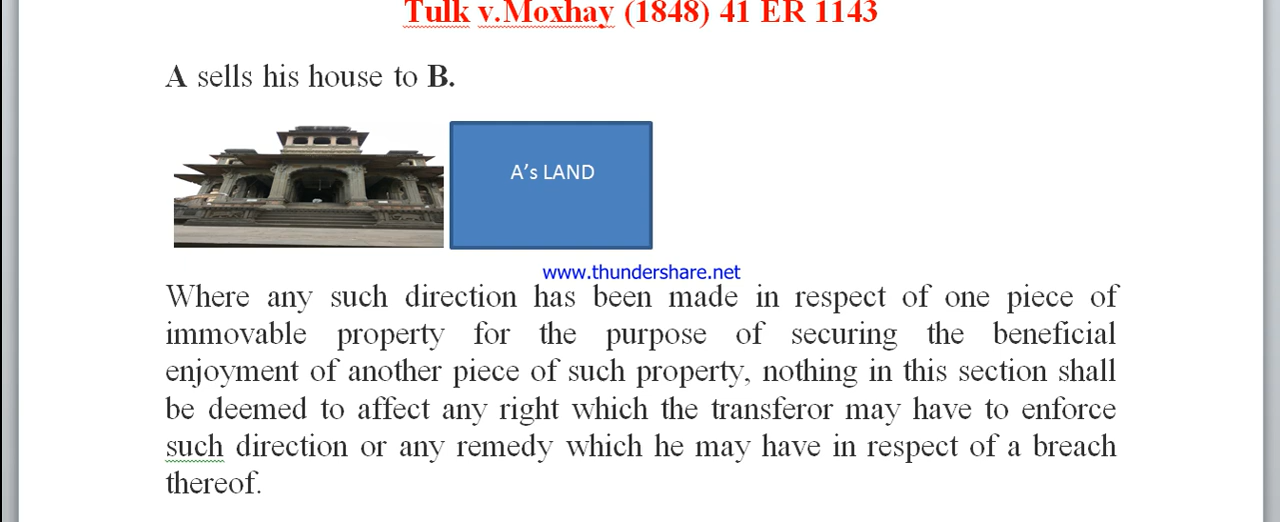 Tulk v.Moxhay (1848) 41 ER 1143
A sells his house to B.
A's LAND
www.thundershare.net
Where any such direction has been made in respect of one piece of
immovable property for the purpose of securing the beneficial
enjoyment of another piece of such property, nothing in this section shall
be deemed to affect any right which the transferor may have to enforce
such direction or any remedy which he may have in respect of a breach
thereof.